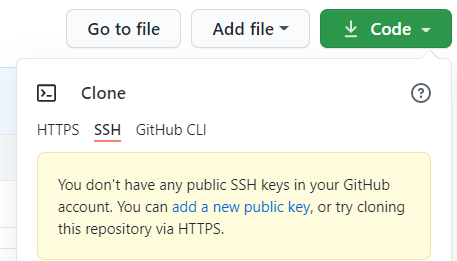 Go to file
Add file
Code
Clone
HTTPS SSH GitHub CLI
You don't have any public SSH keys in your GitHub
account. You can add a new public key, or try cloning
this repository via HTTPS.